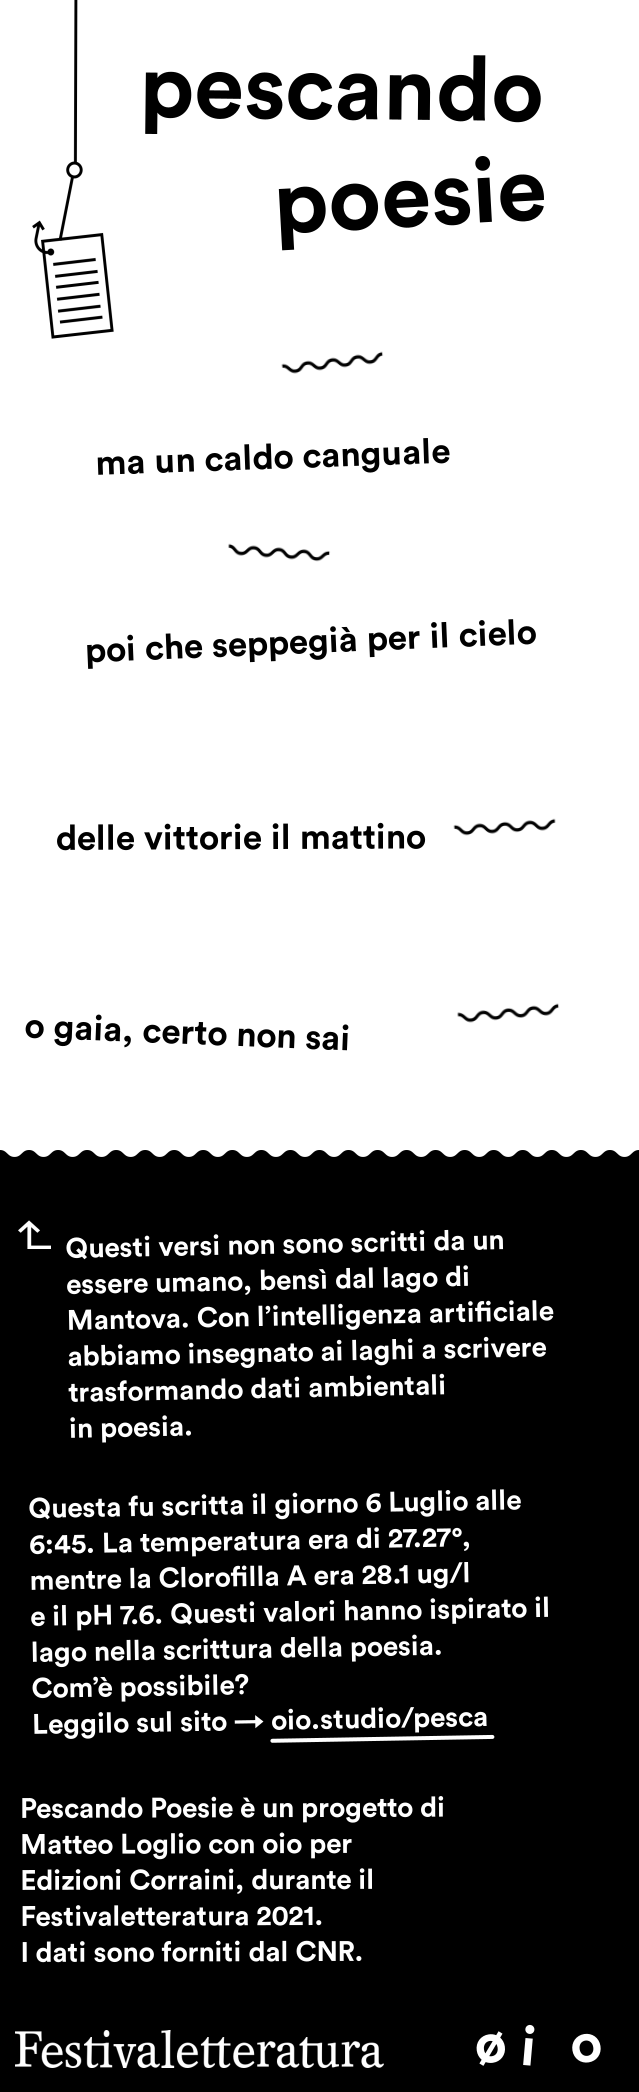 pescando
poesie
ma un caldo canguale
poi che seppegià per il cielo
delle vittorie il mattino
o gaia, certo non sai
Questi versi non sono scritti da un
essere umano, bensì dal lago di
Mantova. Con l’intelligenza artificiale
abbiamo insegnato ai laghi a scrivere
trasformando dati ambientali
in poesia.
Questa fu scritta il giorno 6 Luglio alle
6:45. La temperatura era di 27.27°,
mentre la Clorofilla A era 28.1 ug/l
e il pH 7.6. Questi valori hanno ispirato il
lago nella scrittura della poesia.
Com’è possibile?
Leggilo sul sito → oio.studio/pesca
Pescando Poesie è un progetto di
Matteo Loglio con oio per
Edizioni Corraini, durante il
Festivaletteratura 2021.
I dati sono forniti dal CNR.
Festivaletteratura øi o